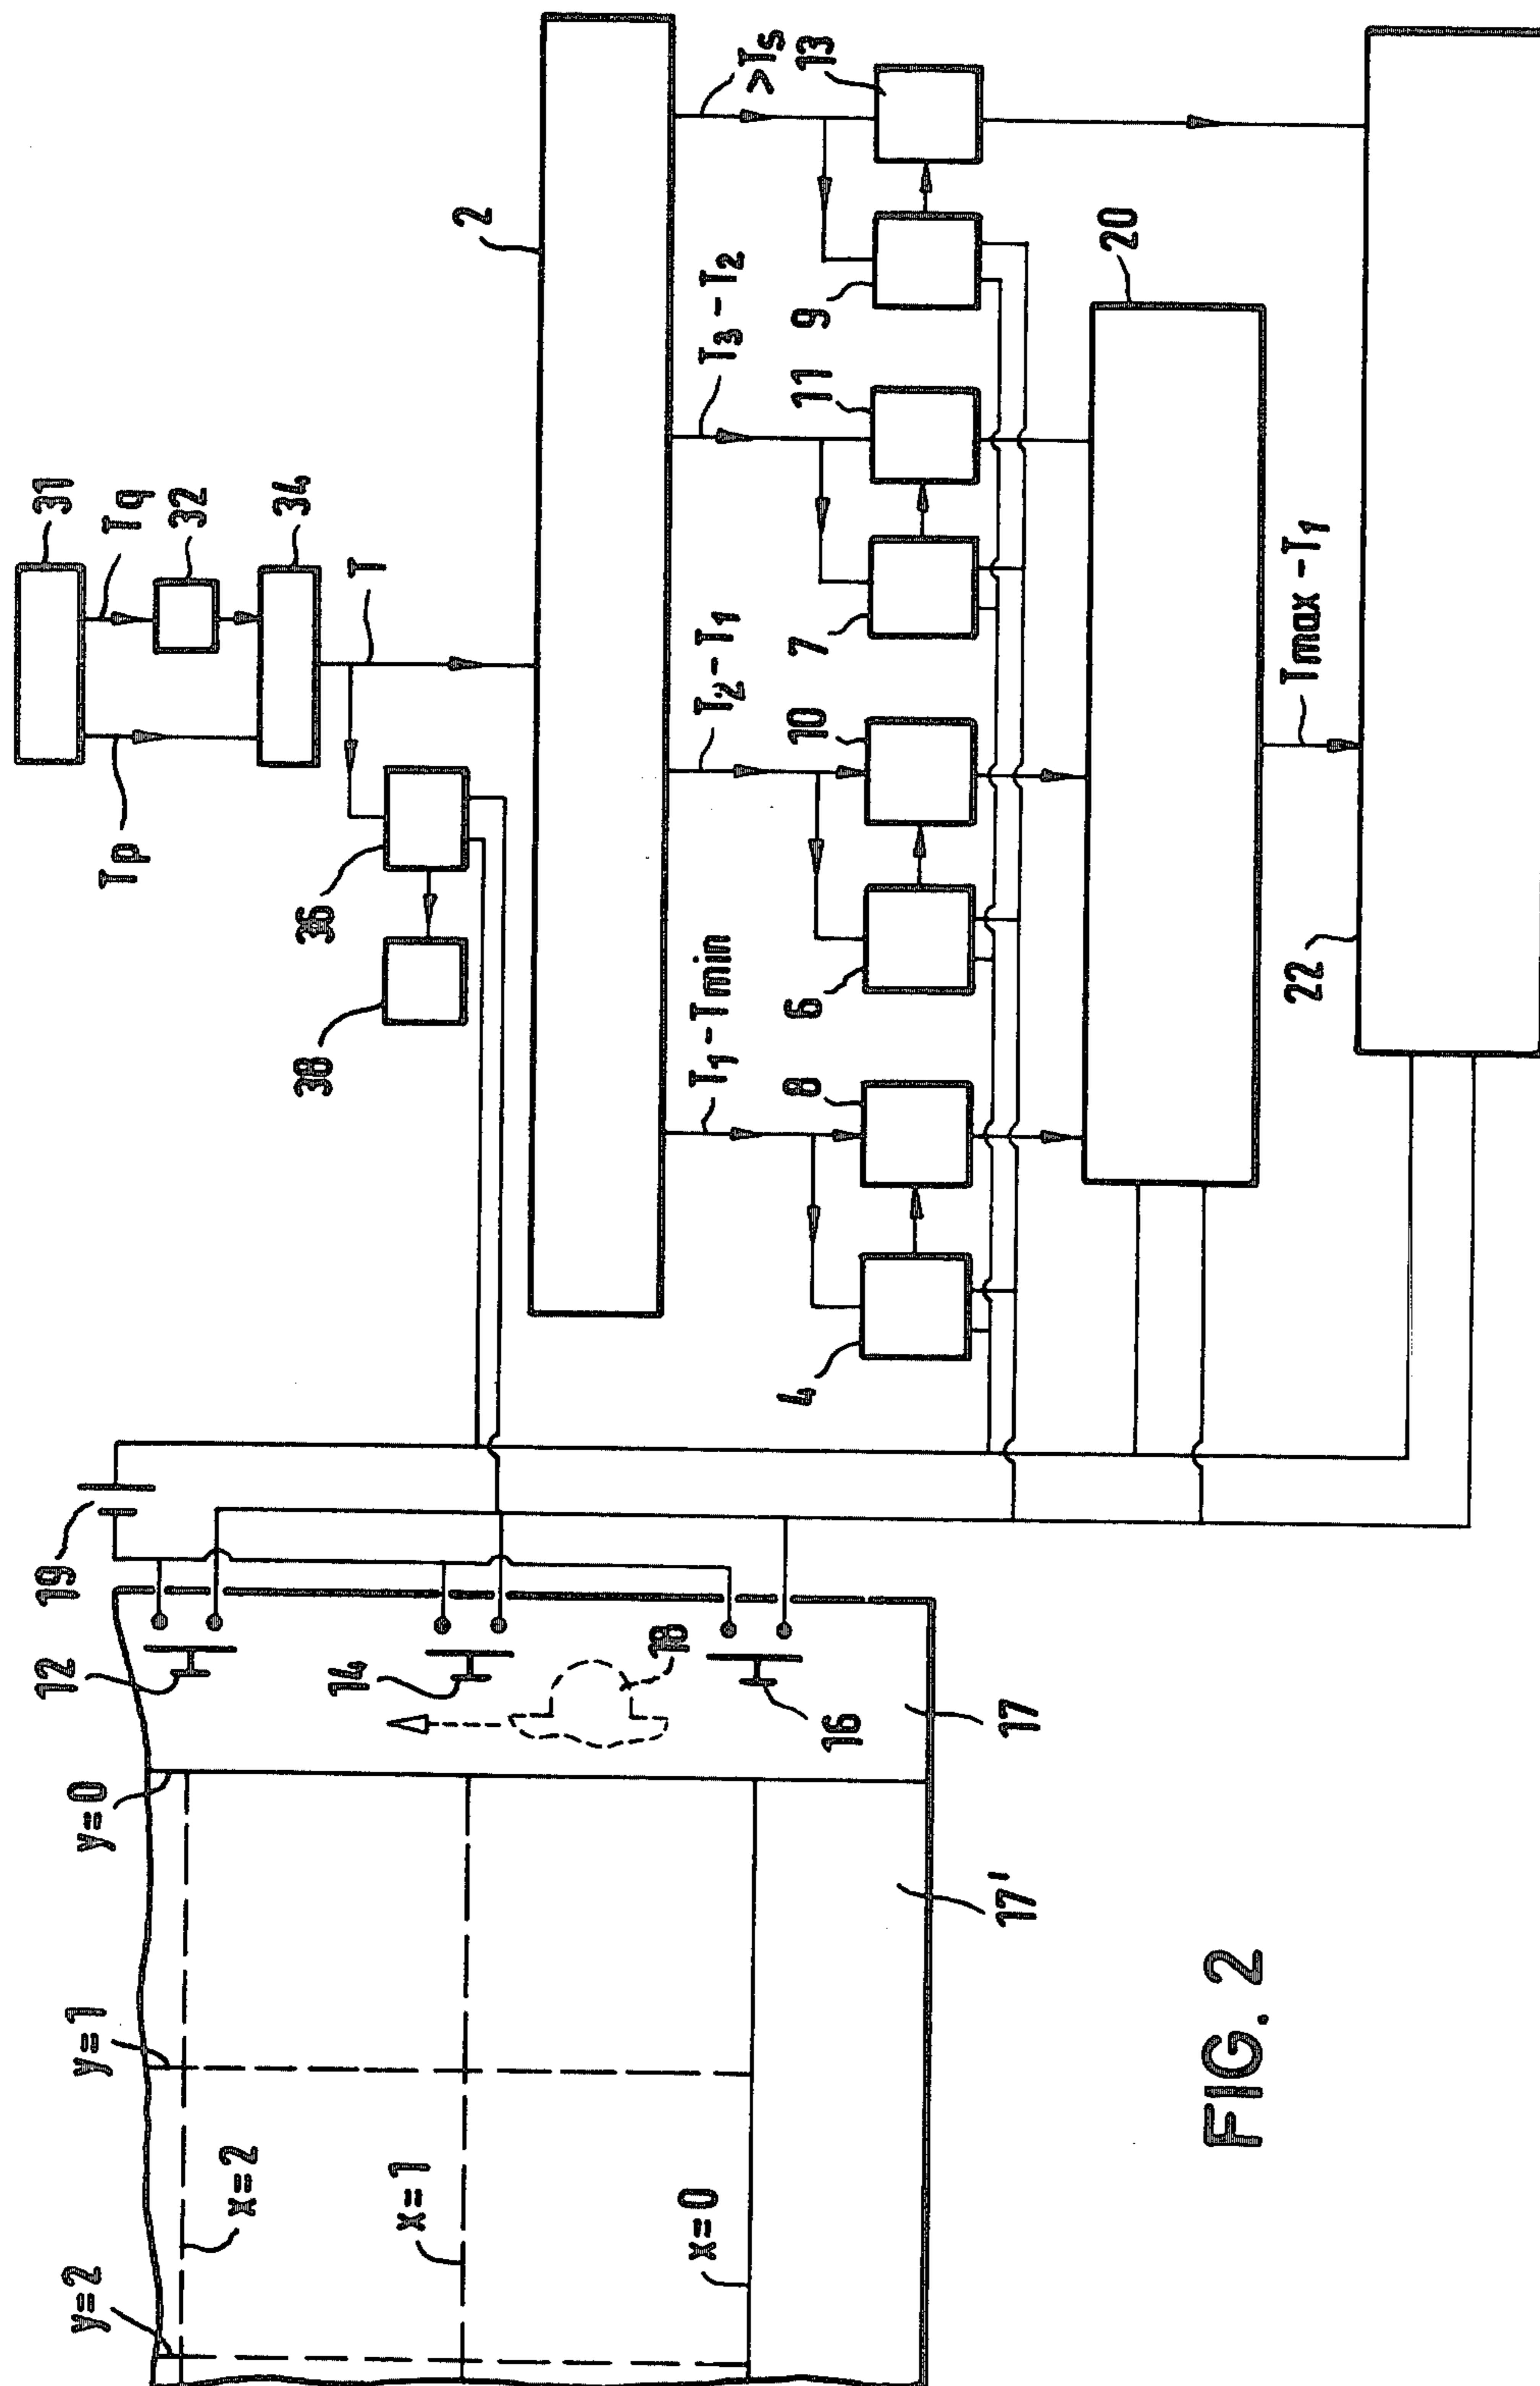 31
Tq
32
34
T
Tp
36
38
2
>Ts
13
T3 - T2
9
11
7
T2 - T1
10
6
T1 - Tmin
8
4
20
Tmax - T1
22
19
12
14
18
16
17
17'
y=0
y=1
y=2
x=2
x=1
x=0
FIG. 2